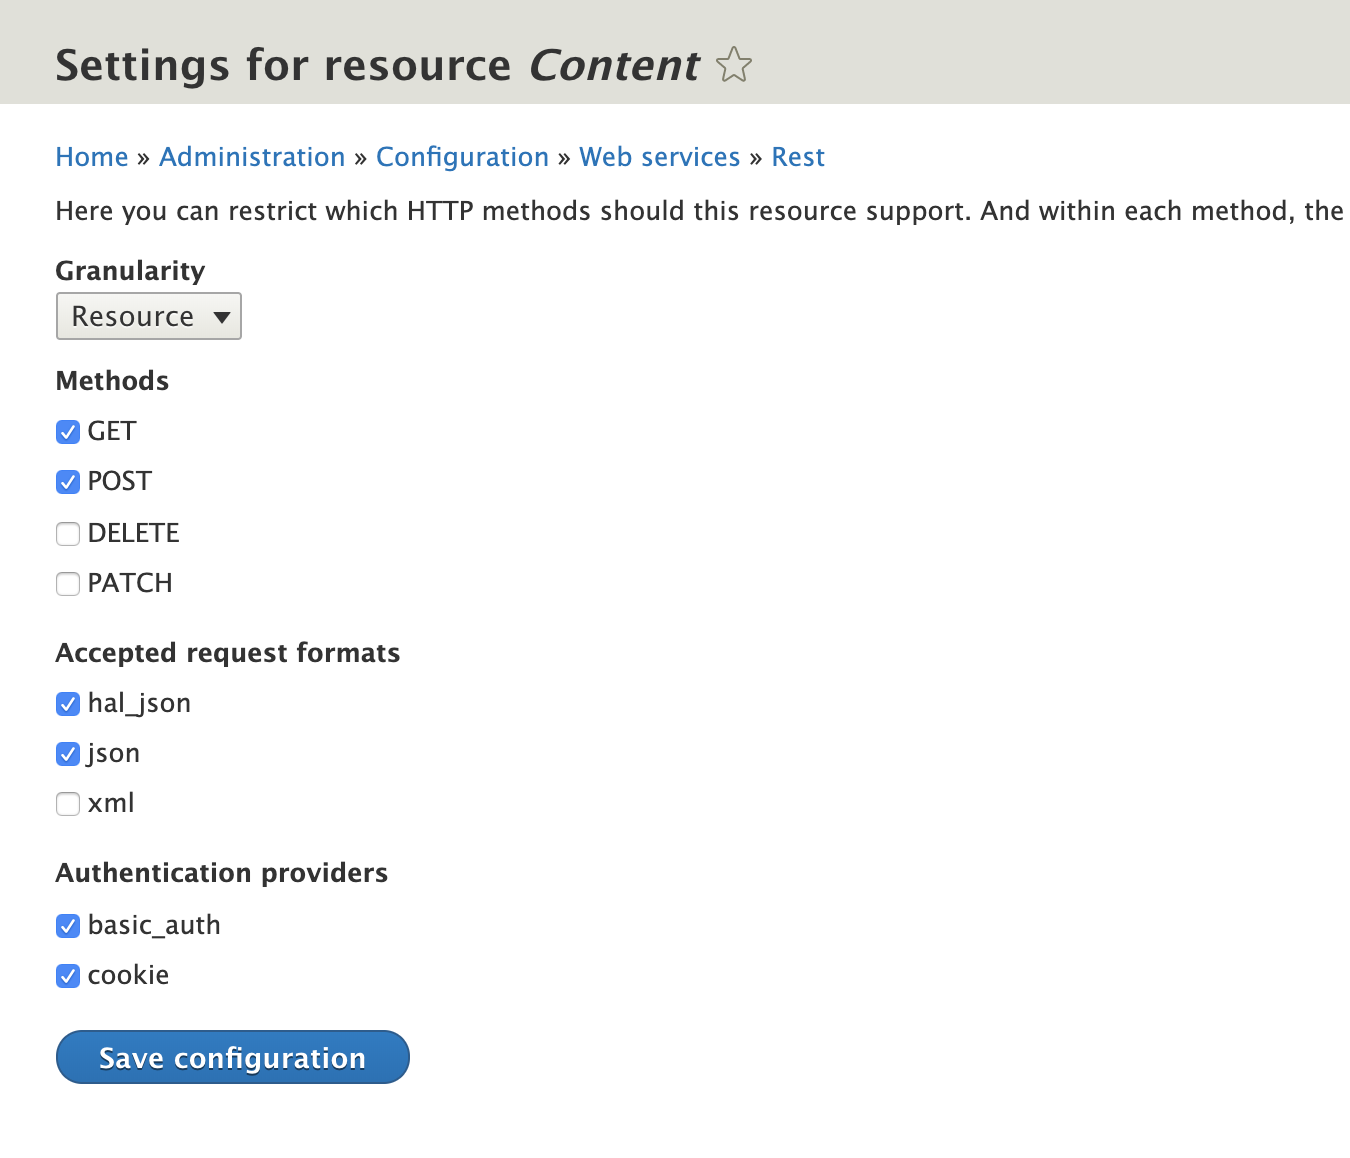 Settings for resource Content
Home » Administration » Configuration » Web services » Rest
Here you can restrict which HTTP methods should this resource support. And within each method, the
Granularity
Resource
Methods
GET
POST
DELETE
PATCH
Accepted request formats
hal_json
json
xml
Authentication providers
basic_auth
cookie
Save configuration